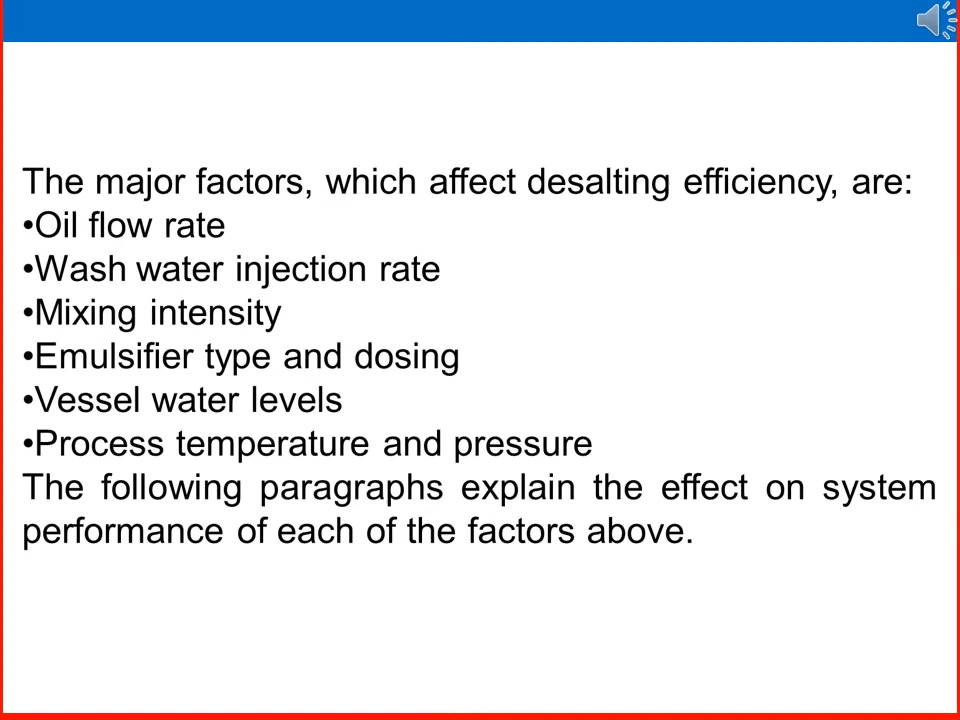 The major factors, which affect desalting efficiency, are:
•Oil flow rate
•Wash water injection rate
•Mixing intensity
•Emulsifier type and dosing
•Vessel water levels
•Process temperature and pressure
The following paragraphs explain the effect on system
performance of each of the factors above.